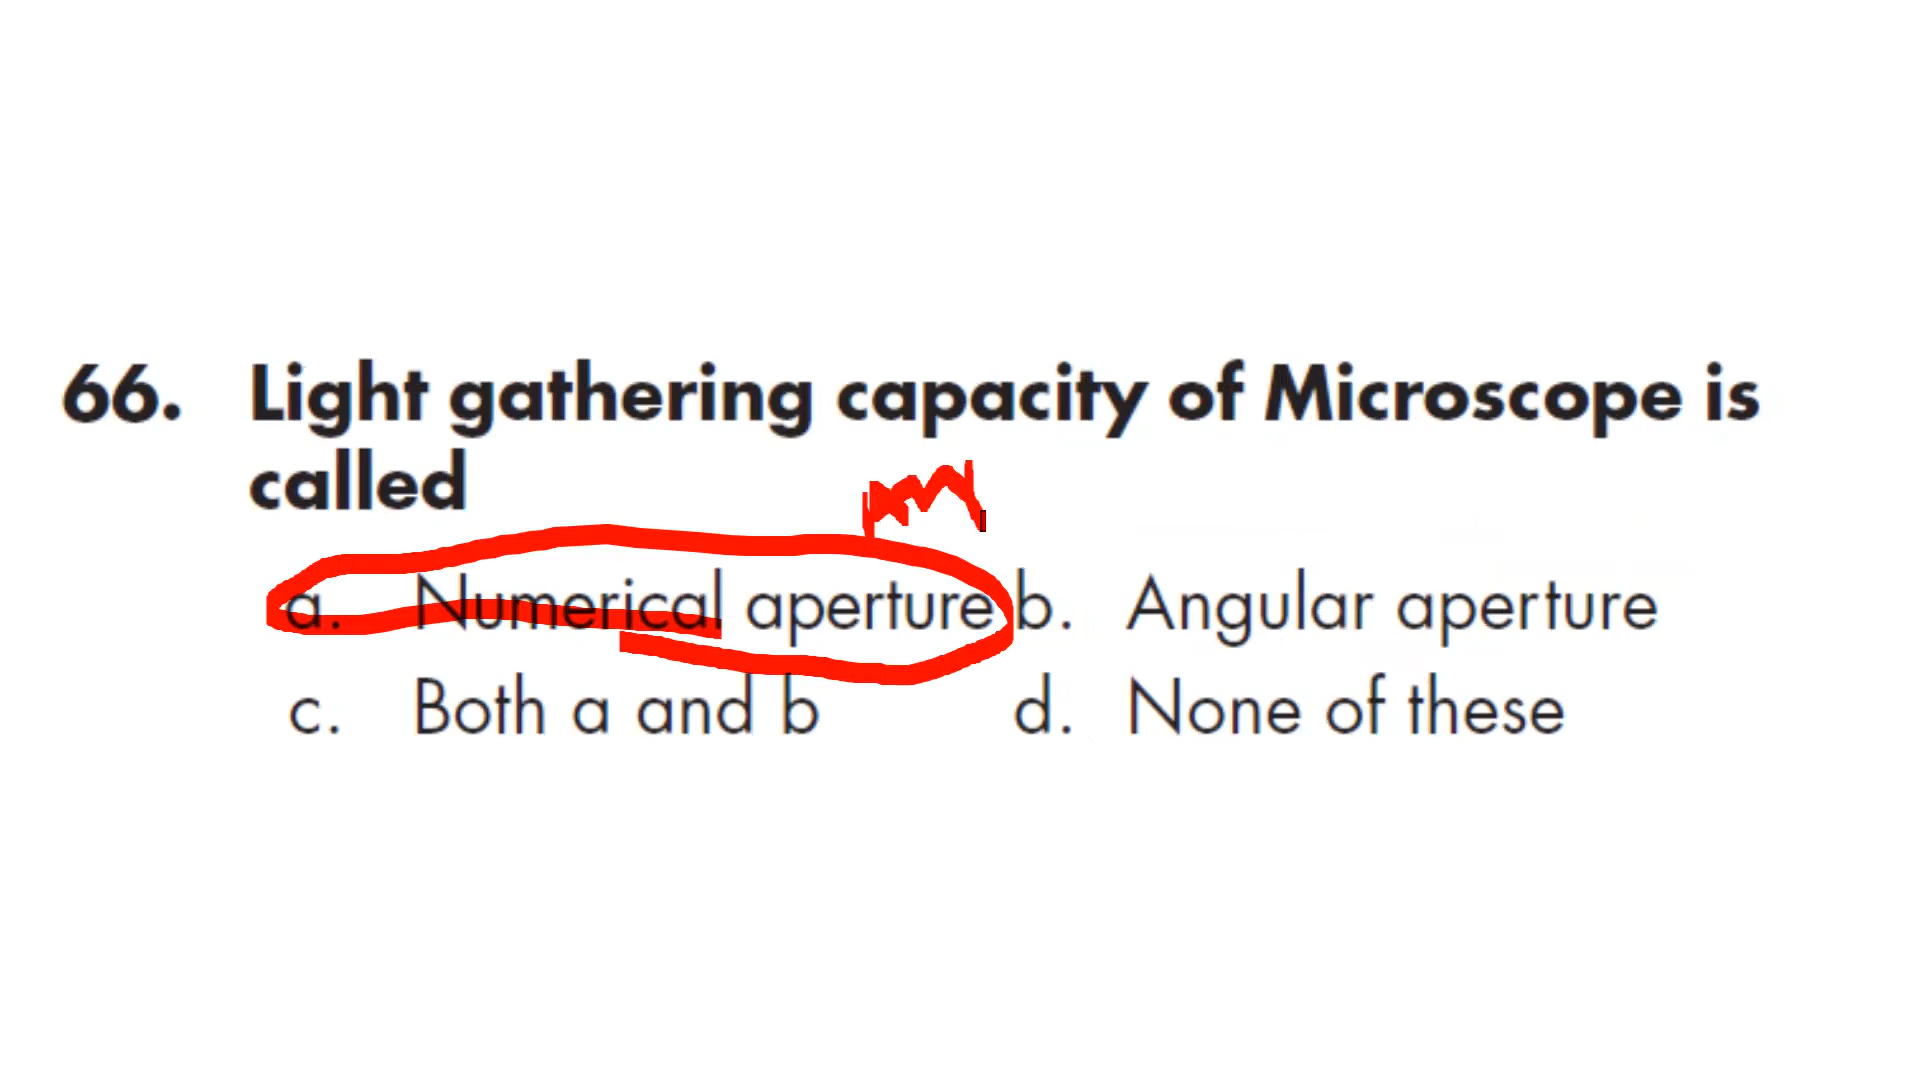 66. Light gathering capacity of Microscope is
called
a. Numerical aperture b. Angular aperture
c. Both a and b d. None of these